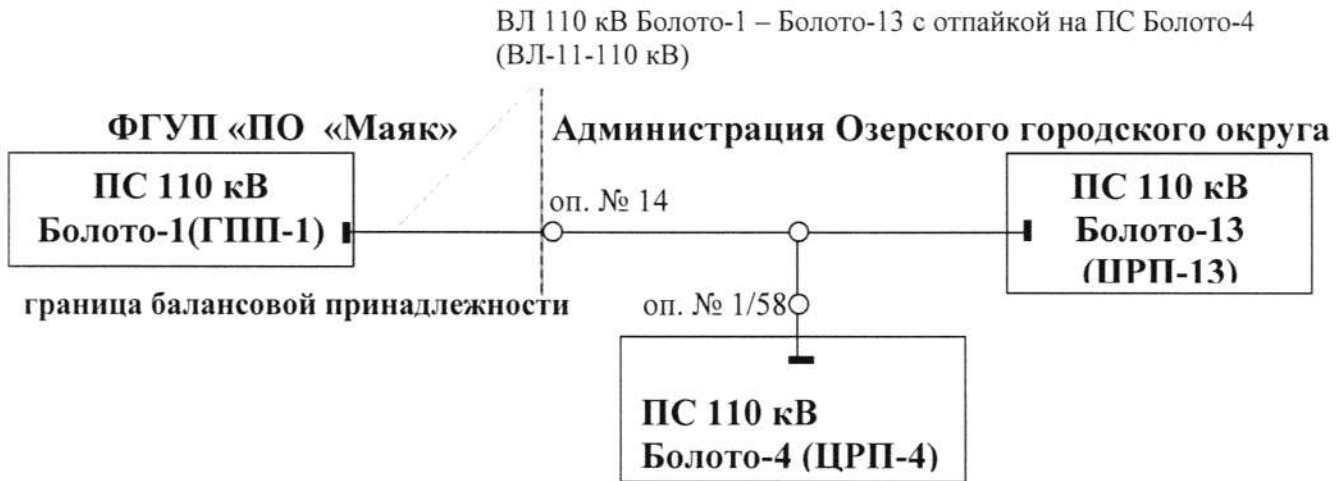 ВЛ 110 кВ Болото-1 – Болото-13 с отпайкой на ПС Болото-4
(ВЛ-11-110 кВ)
ФГУП «ПО «Маяк»
Администрация Озерского городского округа
ПС 110 кВ
Болото-1(ГПП-1)
оп. № 14
ПС 110 кВ
Болото-13
(ЦРП-13)
граница балансовой принадлежности
оп. № 1/58
ПС 110 кВ
Болото-4 (ЦРП-4)